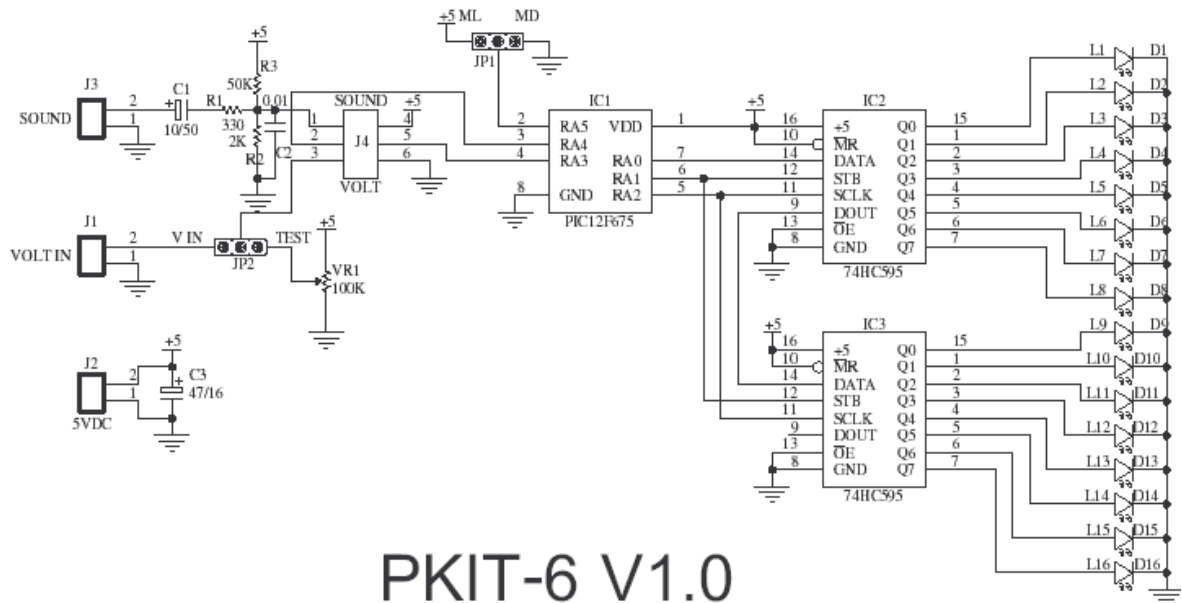 +5 ML MD
JP1
+5
R3
50K
J3
SOUND
2
1
C1
10/50
R1
330
0.01
2K
R2
C2
SOUND
+5
1 4
2 J4 5
3 6
VOLT
IC1
2 RA5 VDD 1
3 RA4
4 RA3 RA0 7
RA1 6
8 GND RA2 5
PIC12F675
+5
IC2
16 +5 Q0 15
10 MR Q1 1
14 DATA Q2 2
12 STB Q3 3
11 SCLK Q4 4
9 DOUT Q5 5
13 OE Q6 6
8 GND Q7 7
74HC595
J1
VOLT IN
2
1
V IN TEST
JP2
+5
VR1
100K
+5
J2
2
1
5VDC
C3
47/16
+5
IC3
16 +5 Q0 15
10 MR Q1 1
14 DATA Q2 2
12 STB Q3 3
11 SCLK Q4 4
9 DOUT Q5 5
13 OE Q6 6
8 GND Q7 7
74HC595
L1 D1
L2 D2
L3 D3
L4 D4
L5 D5
L6 D6
L7 D7
L8 D8
L9 D9
L10 D10
L11 D11
L12 D12
L13 D13
L14 D14
L15 D15
L16 D16
PKIT-6 V1.0